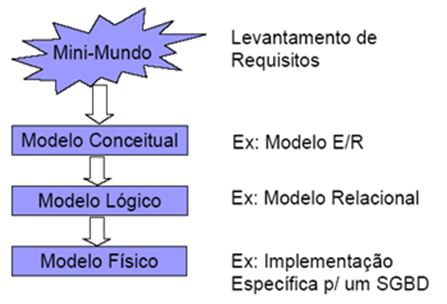 Mini-Mundo
Levantamento de
Requisitos
Modelo Conceitual
Ex: Modelo E/R
Modelo Lógico
Ex: Modelo Relacional
Modelo Físico
Ex: Implementação
Específica p/ um SGBD